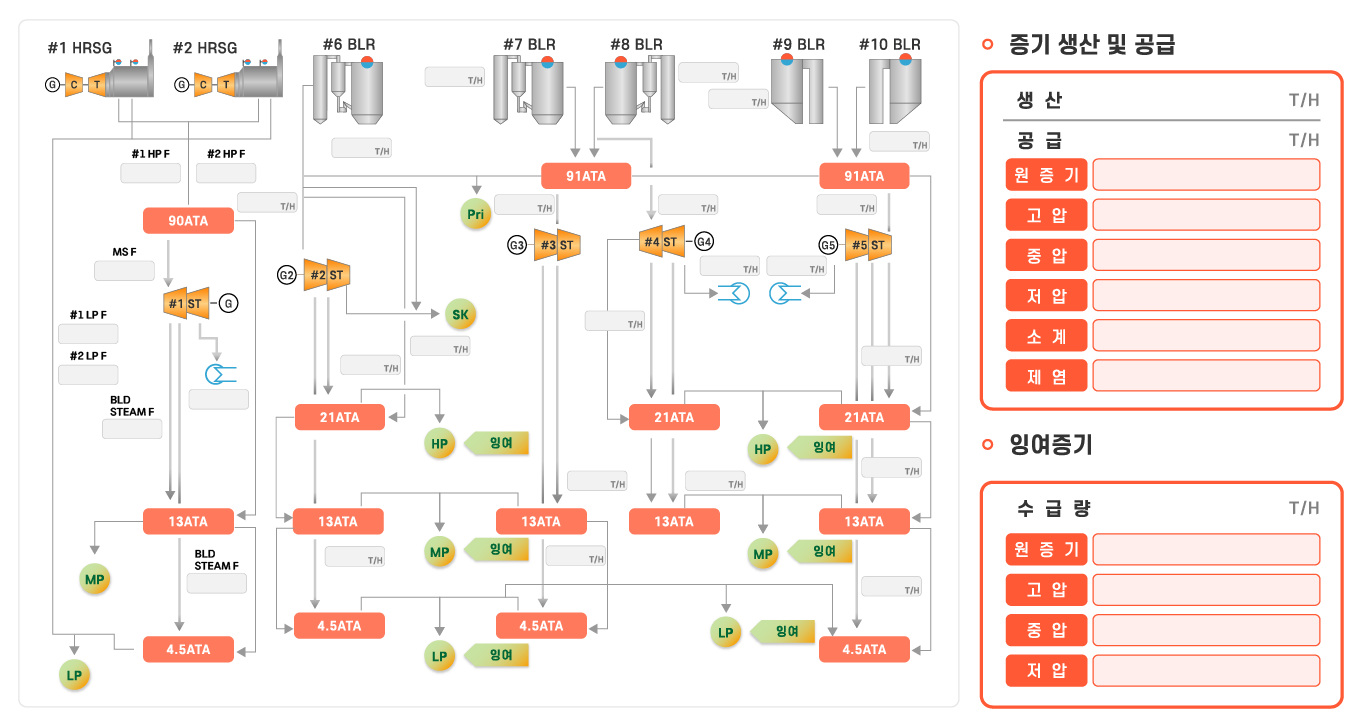 #1 HRSG
#2 HRSG
#6 BLR
#7 BLR
#8 BLR
#9 BLR
#10 BLR
G C T
G C T
T/H
T/H
T/H
T/H
T/H
#1 HP F
#2 HP F
91ATA
91ATA
T/H
T/H
T/H
T/H
90ATA
Pri
MS F
G3 #3 ST
#4 ST G4
G5 #5 ST
G2 #2 ST
T/H
T/H
#1 ST G
#1 LP F
SK
T/H
#2 LP F
T/H
T/H
T/H
BLD
STEAM F
21ATA
21ATA
21ATA
HP
잉여
HP
잉여
T/H
T/H
T/H
13ATA
13ATA
13ATA
13ATA
13ATA
MP
잉여
MP
잉여
BLD
STEAM F
T/H
T/H
MP
T/H
4.5ATA
4.5ATA
LP
잉여
4.5ATA
4.5ATA
LP
잉여
LP
증기 생산 및 공급
생 산 T/H
공 급 T/H
원 증 기
고 압
중 압
저 압
소 계
제 염
잉여증기
수 급 량 T/H
원 증 기
고 압
중 압
저 압